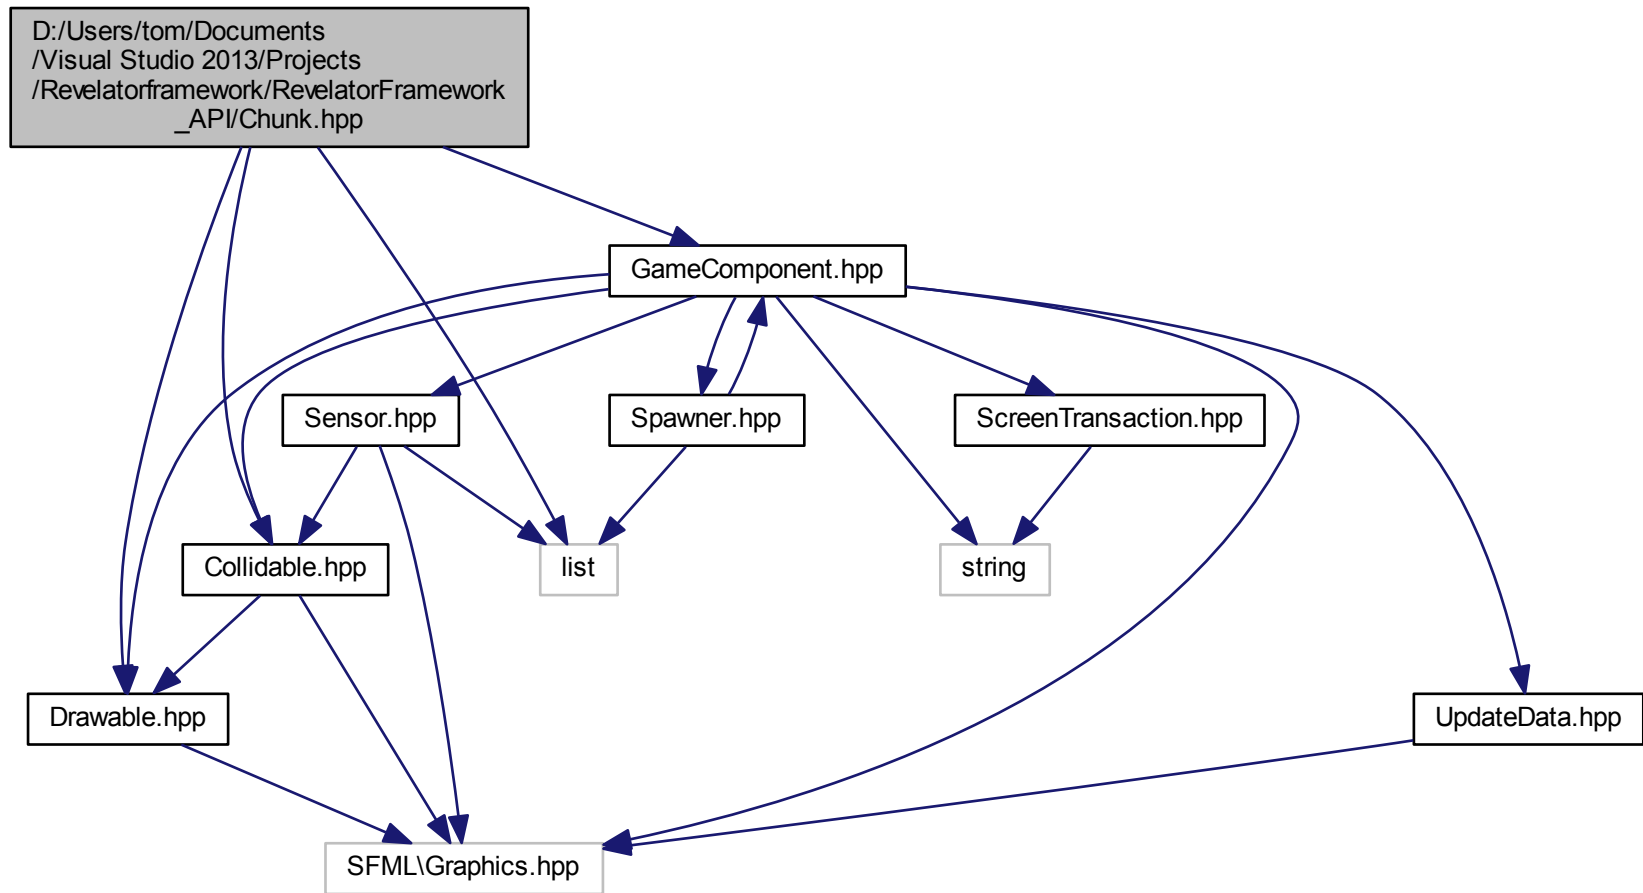 D:/Users/tom/Documents
/Visual Studio 2013/Projects
/Revelatorframework/RevelatorFramework
_API/Chunk.hpp
GameComponent.hpp
Sensor.hpp
Spawner.hpp
ScreenTransaction.hpp
Collidable.hpp
list
string
Drawable.hpp
UpdateData.hpp
SFML\Graphics.hpp